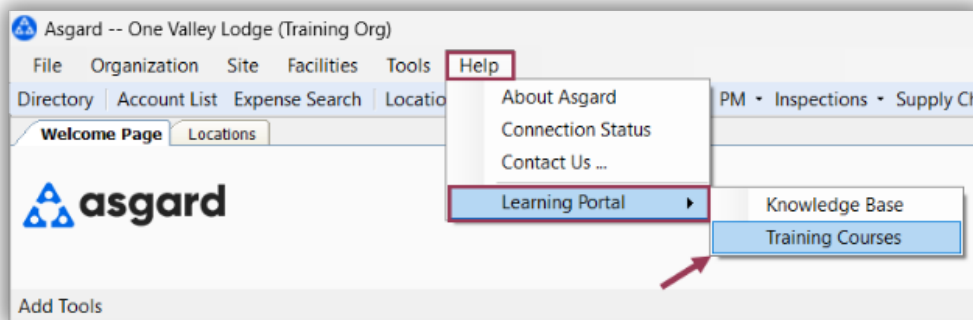 Asgard -- One Valley Lodge (Training Org)
File Organization Site Facilities Tools Help
Directory Account List Expense Search PM Inspections Supply
Welcome Page Locations
About Asgard
Connection Status
Contact Us ...
asgard
Learning Portal
Knowledge Base
Training Courses
Add Tools